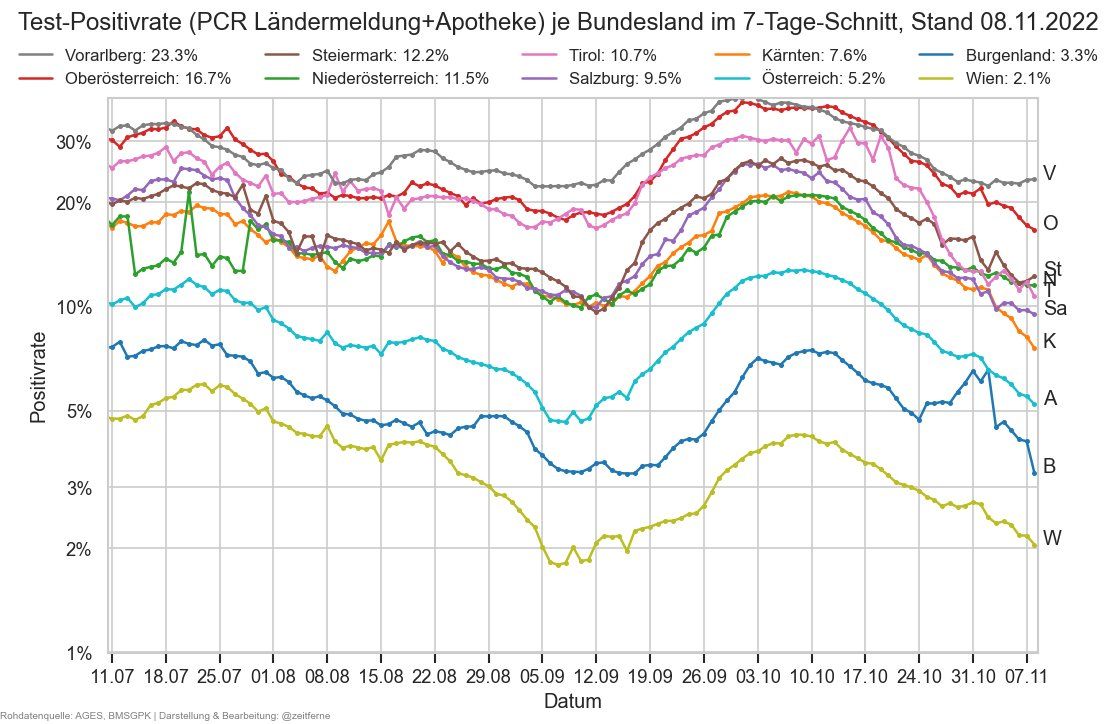 Test-Positivrate (PCR Ländermeldung+Apotheke) je Bundesland im 7-Tage-Schnitt, Stand 08.11.2022
Vorarlberg: 23.3% Steiermark: 12.2% Tirol: 10.7% Kärnten: 7.6% Burgenland: 3.3%
Oberösterreich: 16.7% Niederösterreich: 11.5% Salzburg: 9.5% Österreich: 5.2% Wien: 2.1%
30%
20%
10%
5%
3%
2%
1%
Positivrate
V
O
St
N
T
Sa
K
A
B
W
11.07 18.07 25.07 01.08 08.08 15.08 22.08 29.08 05.09 12.09 19.09 26.09 03.10 10.10 17.10 24.10 31.10 07.11
Datum
Rohdatenquelle: AGES, BMSGPK | Darstellung & Bearbeitung: @zeitferne